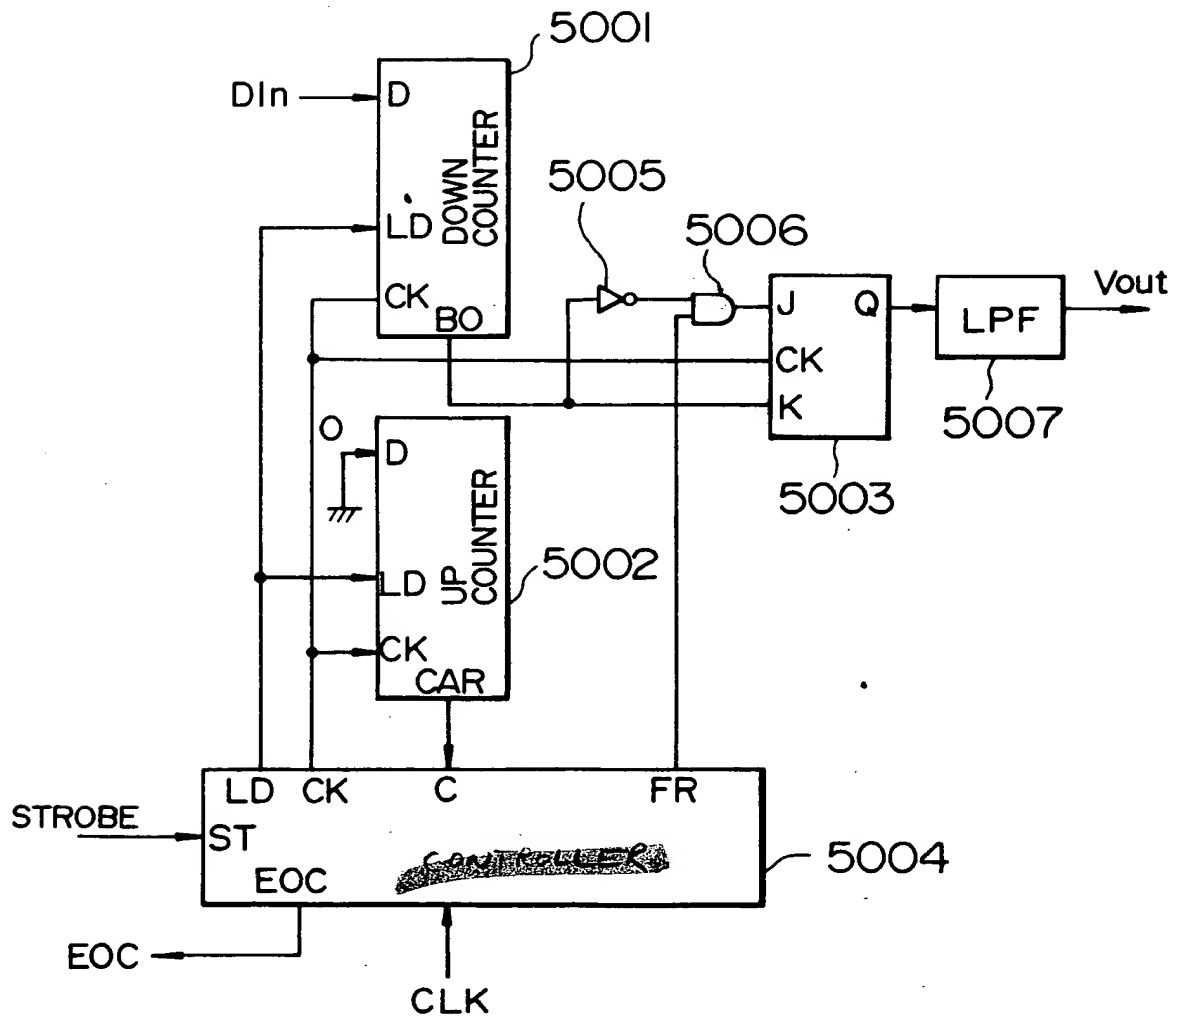 5001
DIn
D
DOWN
COUNTER
LD
CK
BO
5005
5006
J
Q
CK
K
LPF
Vout
5007
5003
O
D
UP
COUNTER
LD
CK
CAR
5002
LD
CK
C
FR
STROBE
ST
CONTROLLER
EOC
5004
EOC
CLK